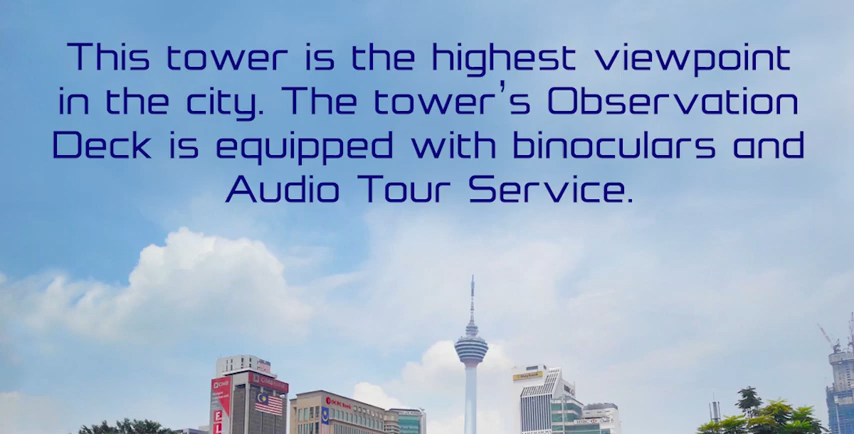 This tower is the highest viewpoint
in the city. The tower's Observation
Deck is equipped with binoculars and
Audio Tour Service.